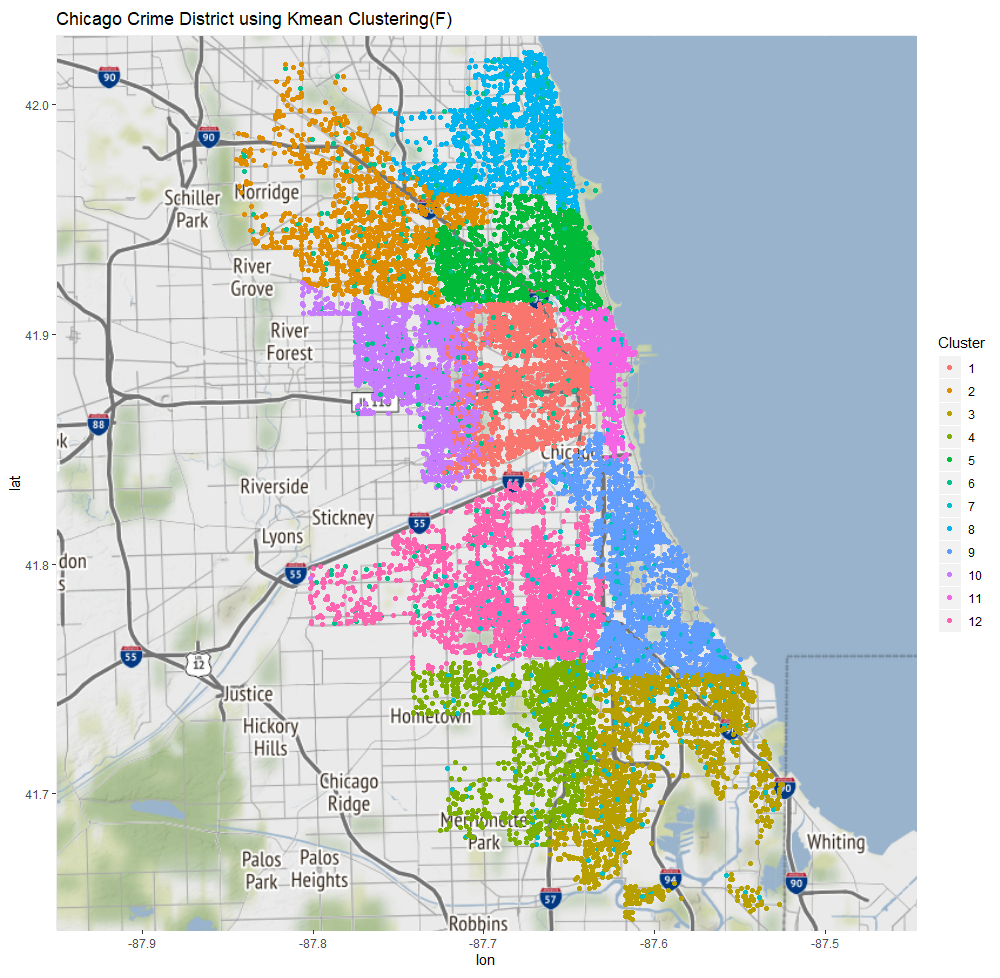 Chicago Crime District using Kmean Clustering(F)
42.0
41.9
41.8
41.7
lat
90
90
Schiller
Park
Norridge
River
Grove
River
Forest
88
Riverside
Stickney
Lyons
55
55
55
don
s
12
Justice
Hickory
Hills
Hometown
Chicago
Ridge
Merrionette
Park
Palos
Park
Palos
Heights
Robbins
57
94
90
Whiting
-87.9
-87.8
-87.7
-87.6
-87.5
lon
Cluster
1
2
3
4
5
6
7
8
9
10
11
12